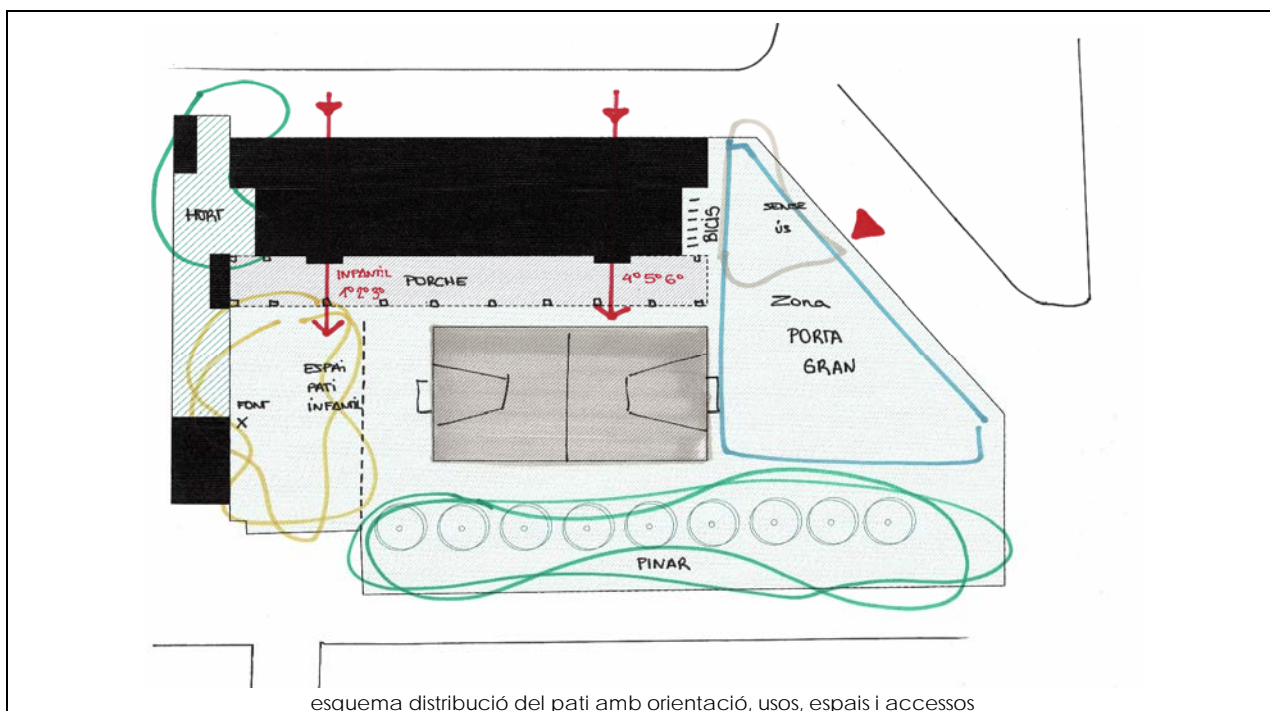 HORT
BICIS
SENSE
ÚS
INFANTIL
1º 2º 3º
PORCHE
4º 5º 6º
Zona
PORTA
GRAN
ESPAI
PATI
INFANTIL
FONT
X
PINAR
esquema distribució del pati amb orientació, usos, espais i accessos